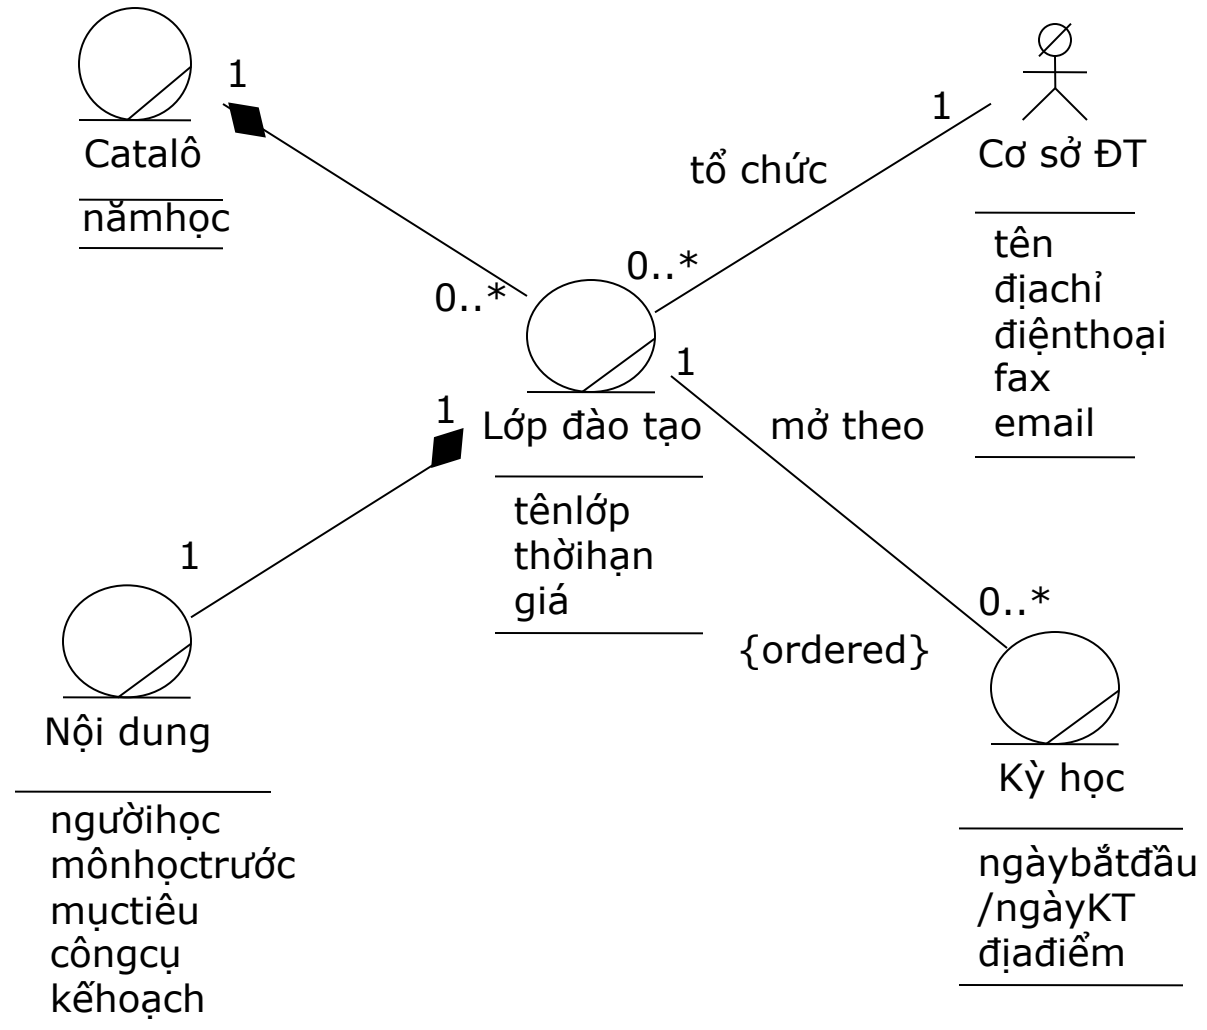 1
Catalô
nămhọc
1
tổ chức
Cơ sở ĐT
tên
địachỉ
điệnthoại
fax
email
0..*
0..*
1
1
Lớp đào tạo
tênlớp
thờihạn
giá
mở theo
1
Nội dung
ngườihọc
mônhọctrước
mụctiêu
côngcụ
kếhoạch
{ordered}
0..*
Kỳ học
ngàybắtđầu
/ngàyKT
địađiểm